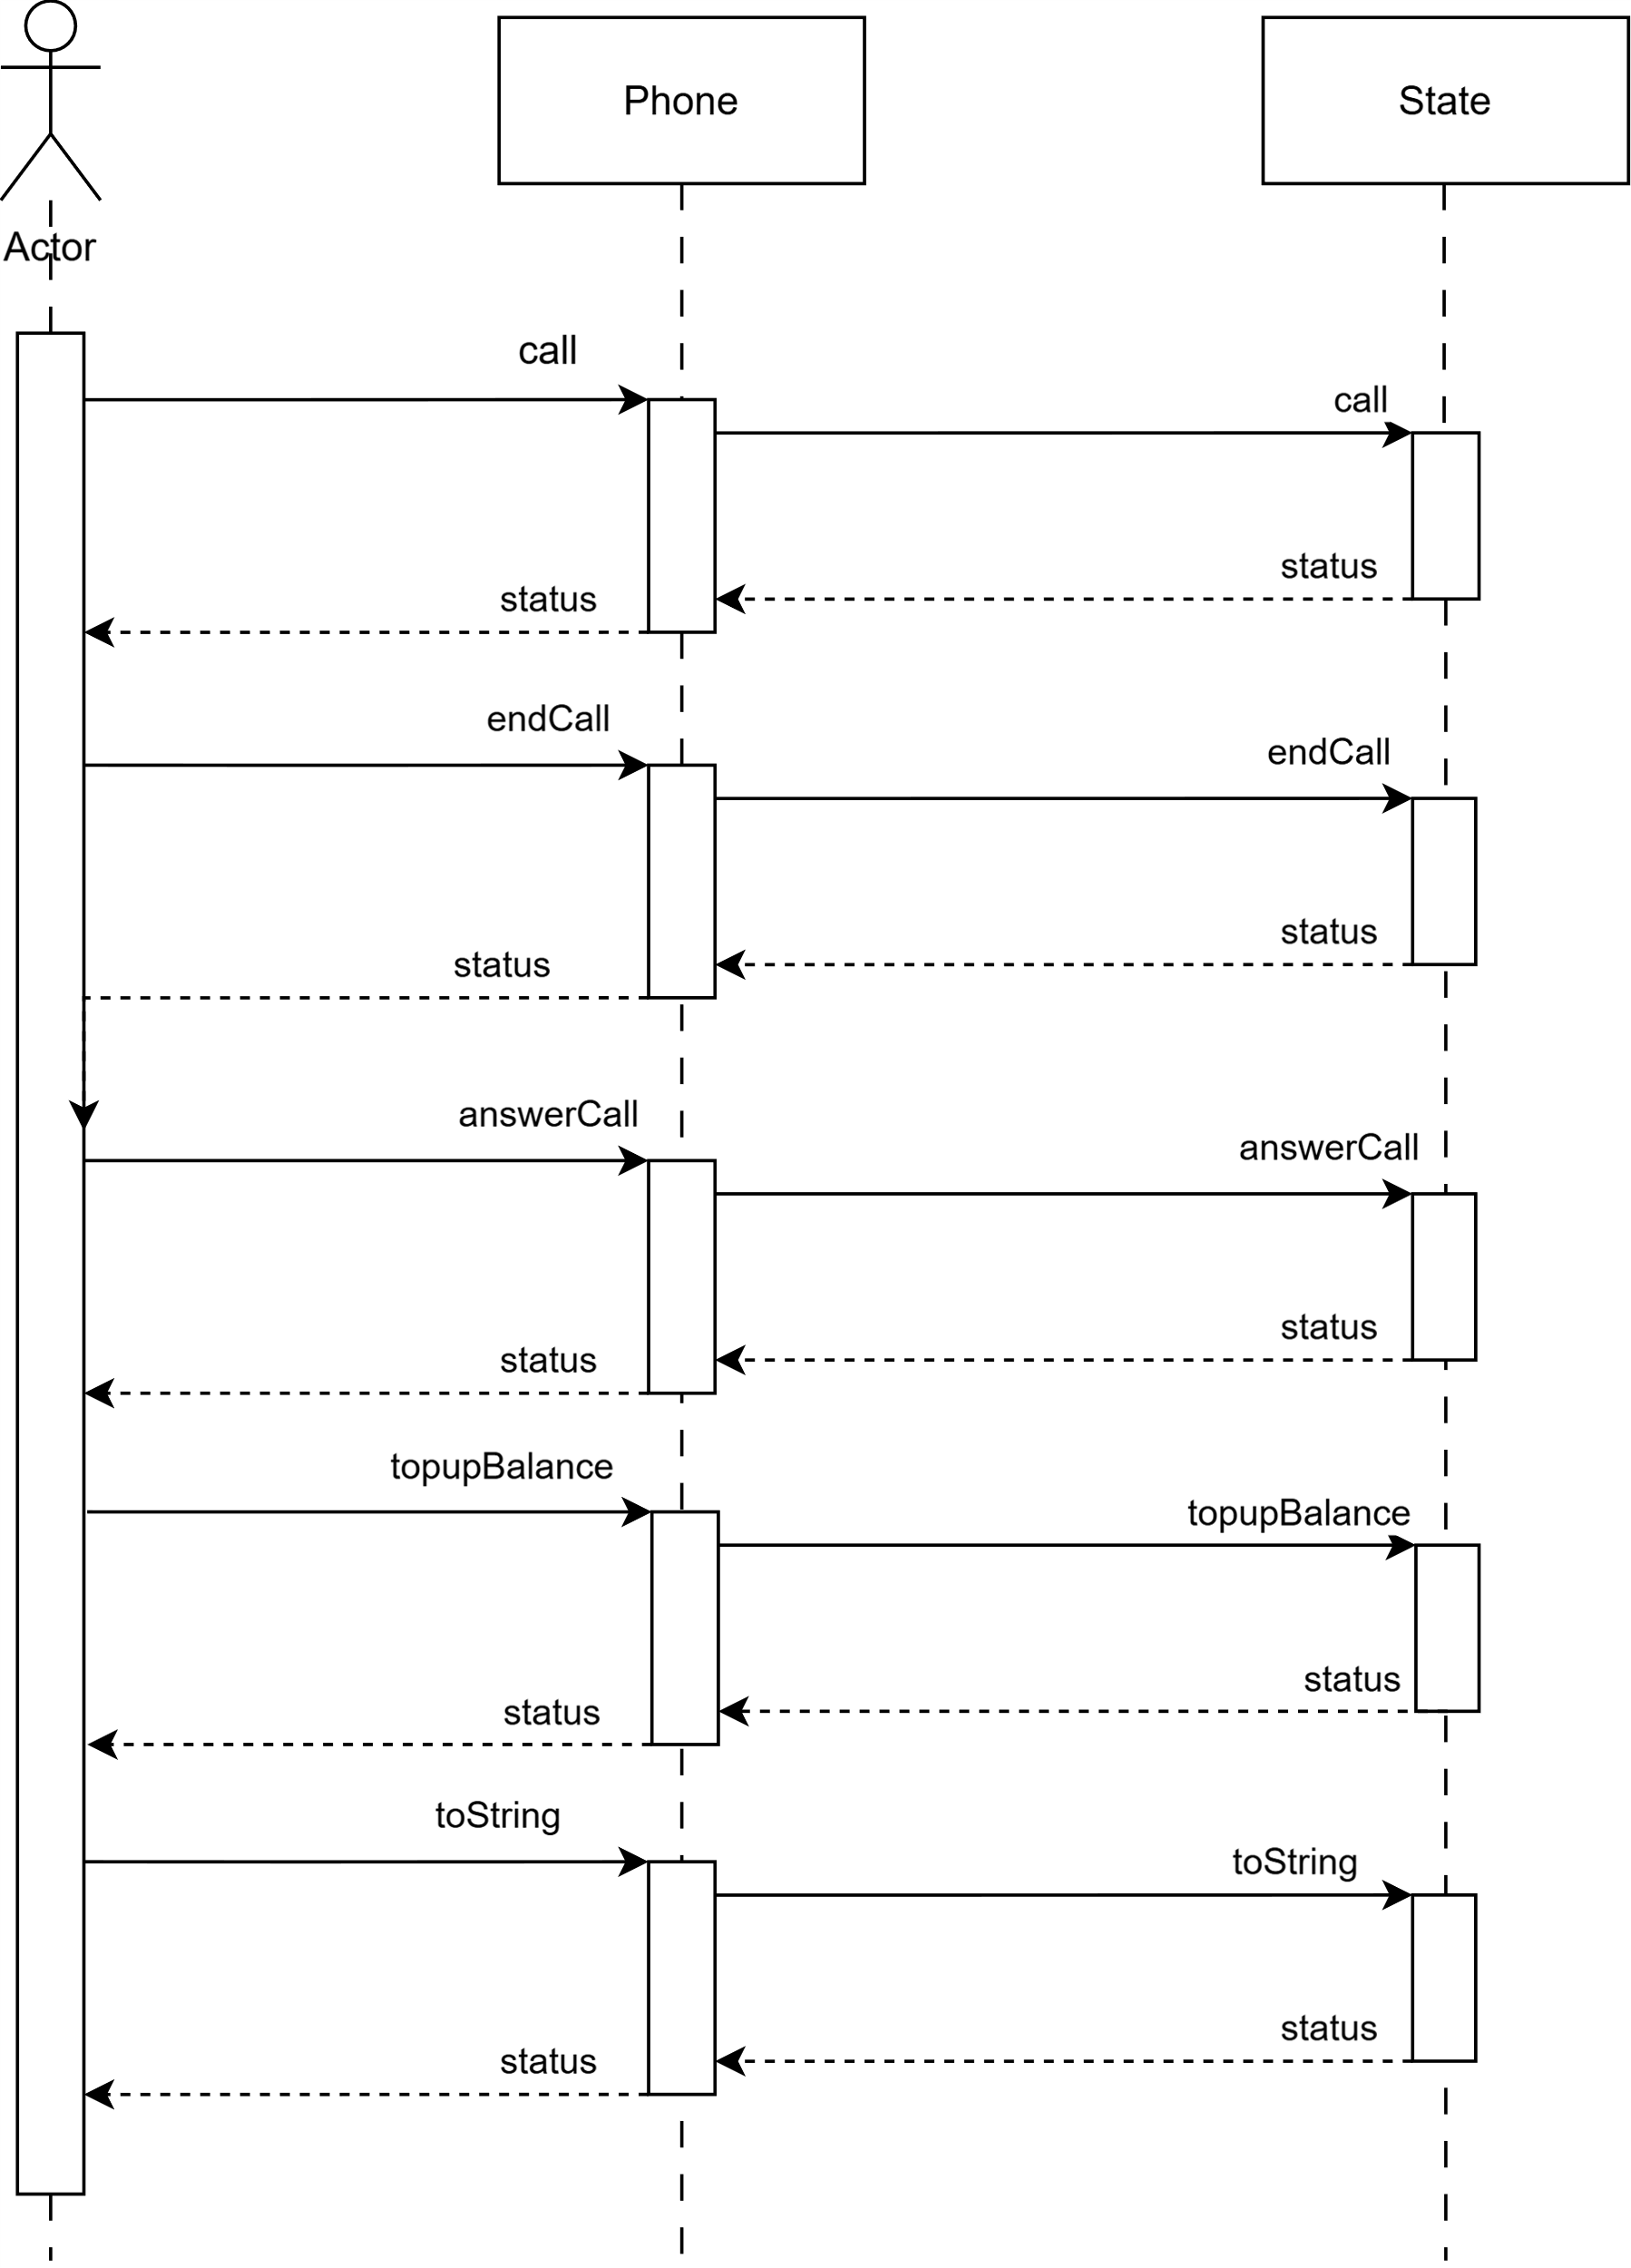 Phone
State
Actor
call
call
status
status
endCall
endCall
status
status
answerCall
answerCall
status
status
topupBalance
topupBalance
status
status
toString
toString
status
status